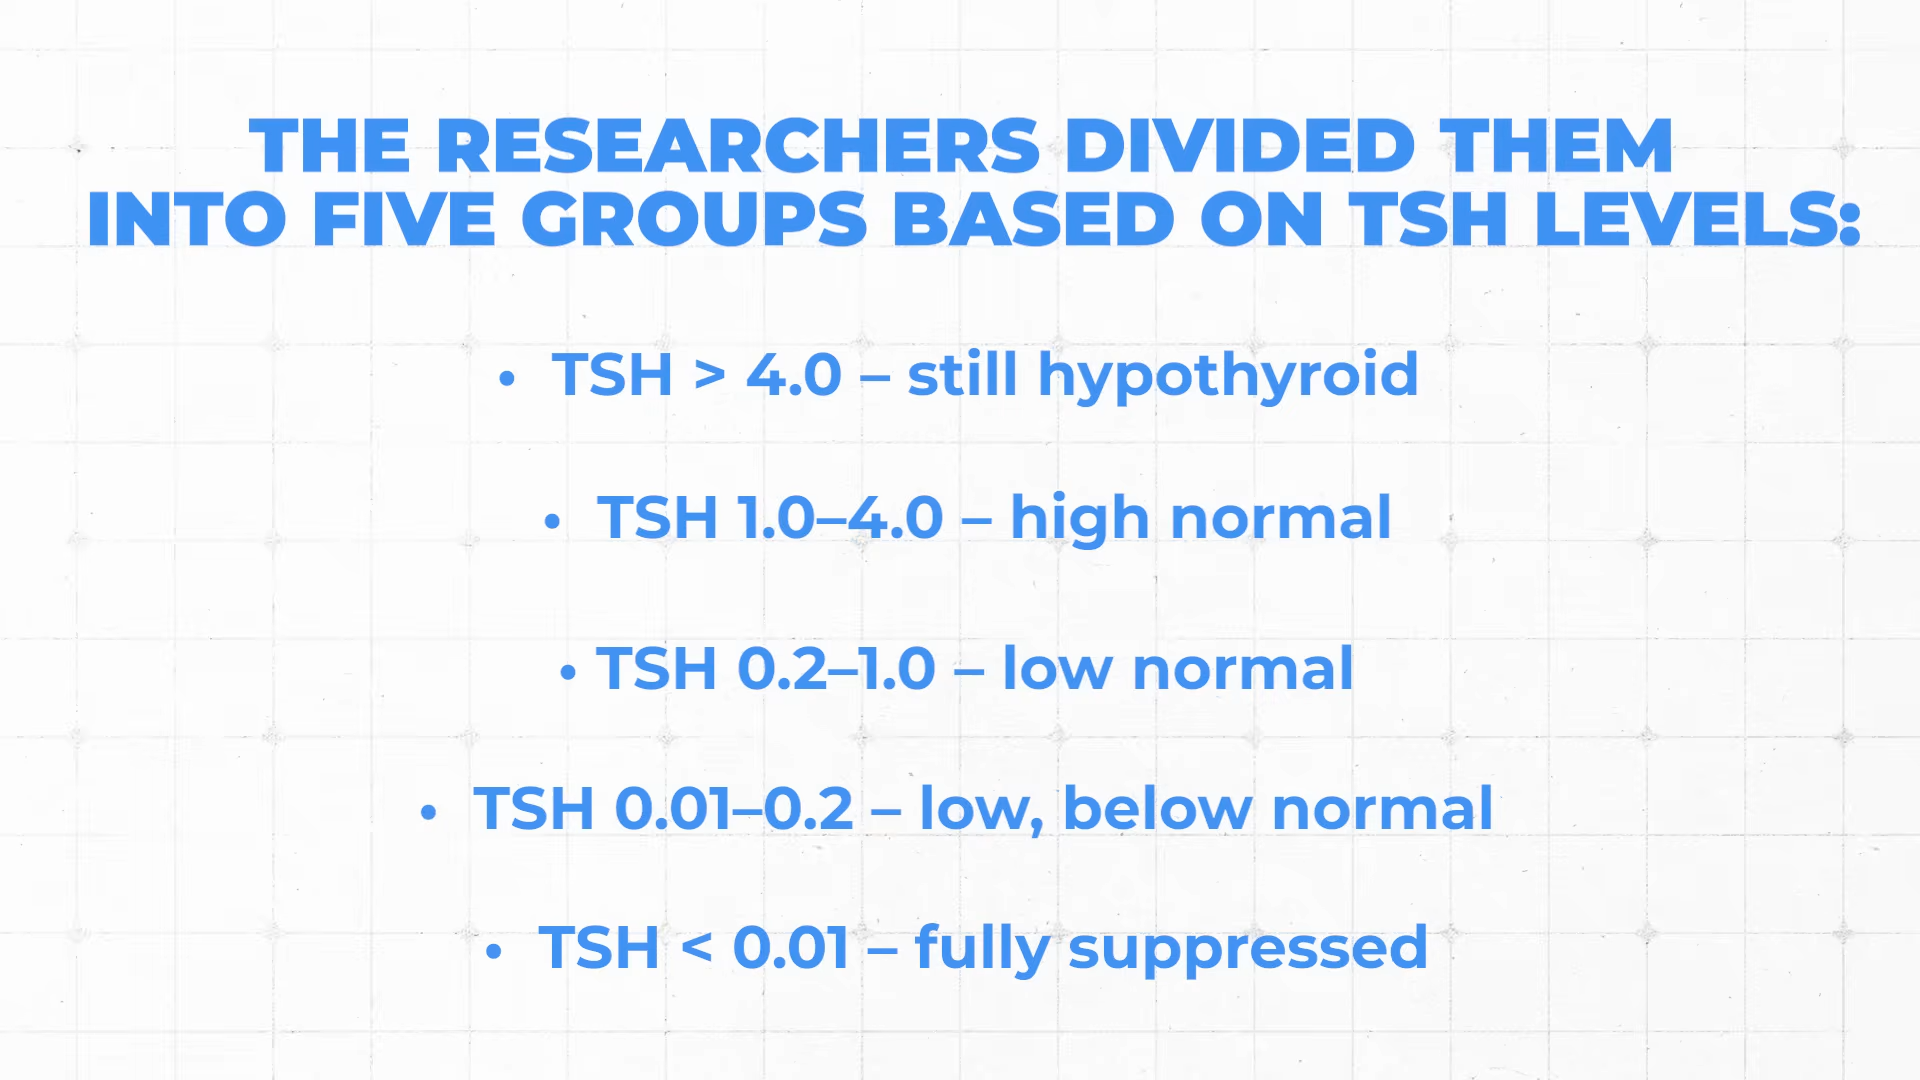 THE RESEARCHERS DIVIDED THEM
INTO FIVE GROUPS BASED ON TSH LEVELS:
• TSH > 4.0 – still hypothyroid
• TSH 1.0–4.0 – high normal
• TSH 0.2–1.0 – low normal
• TSH 0.01–0.2 – low, below normal
• TSH < 0.01 – fully suppressed